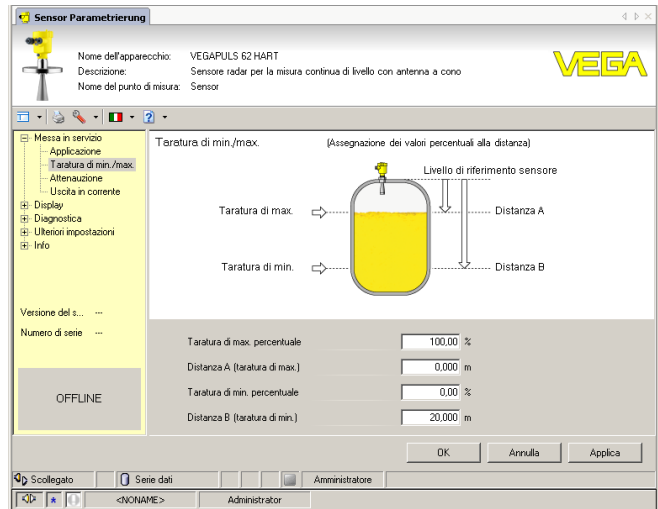 Sensor Parametrierung
Nome dell'apparecchio: VEGAPULS 62 HART
Descrizione: Sensore radar per la misura continua di livello con antenna a cono
Nome del punto di misura: Sensor
VEGA
Messa in servizio
Applicazione
Taratura di min./max.
Attenuazione
Uscita in corrente
Display
Diagnostica
Ulteriori impostazioni
Info
Versione del s... ---
Numero di serie ---
OFFLINE
Taratura di min./max. (Assegnazione dei valori percentuali alla distanza)
Livello di riferimento sensore
Taratura di max. Distanza A
Taratura di min. Distanza B
Taratura di max. percentuale 100,00 %
Distanza A (taratura di max.) 0,000 m
Taratura di min. percentuale 0,00 %
Distanza B (taratura di min.) 20,000 m
OK Annulla Applica
Scollegato Serie dati Amministratore
<NONAME> Administrator